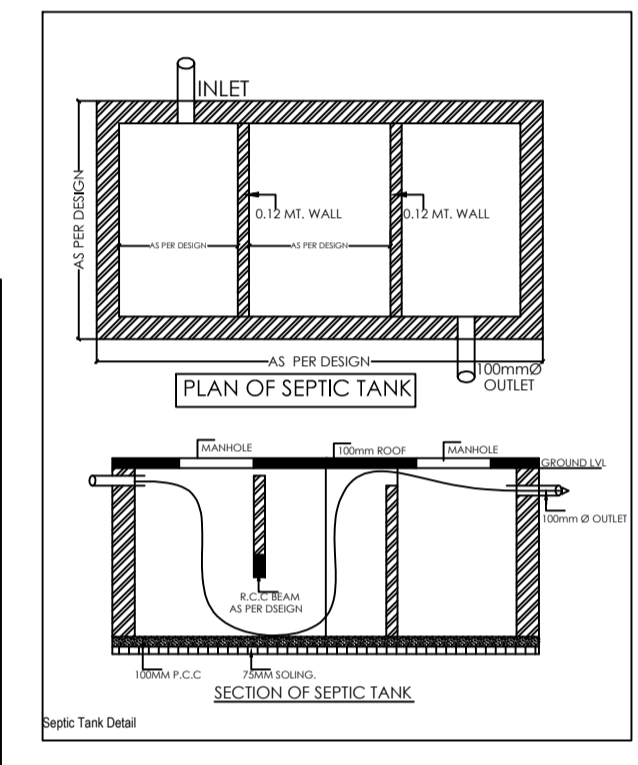 INLET
AS PER DESIGN
0.12 MT. WALL
0.12 MT. WALL
AS PER DESIGN
AS PER DESIGN
AS PER DESIGN
100mmØ
OUTLET
PLAN OF SEPTIC TANK
MANHOLE
100mm ROOF
MANHOLE
GROUND LVL
100mm Ø OUTLET
R.C.C BEAM
AS PER DSEIGN
100MM P.C.C
75MM SOLING.
SECTION OF SEPTIC TANK
Septic Tank Detail